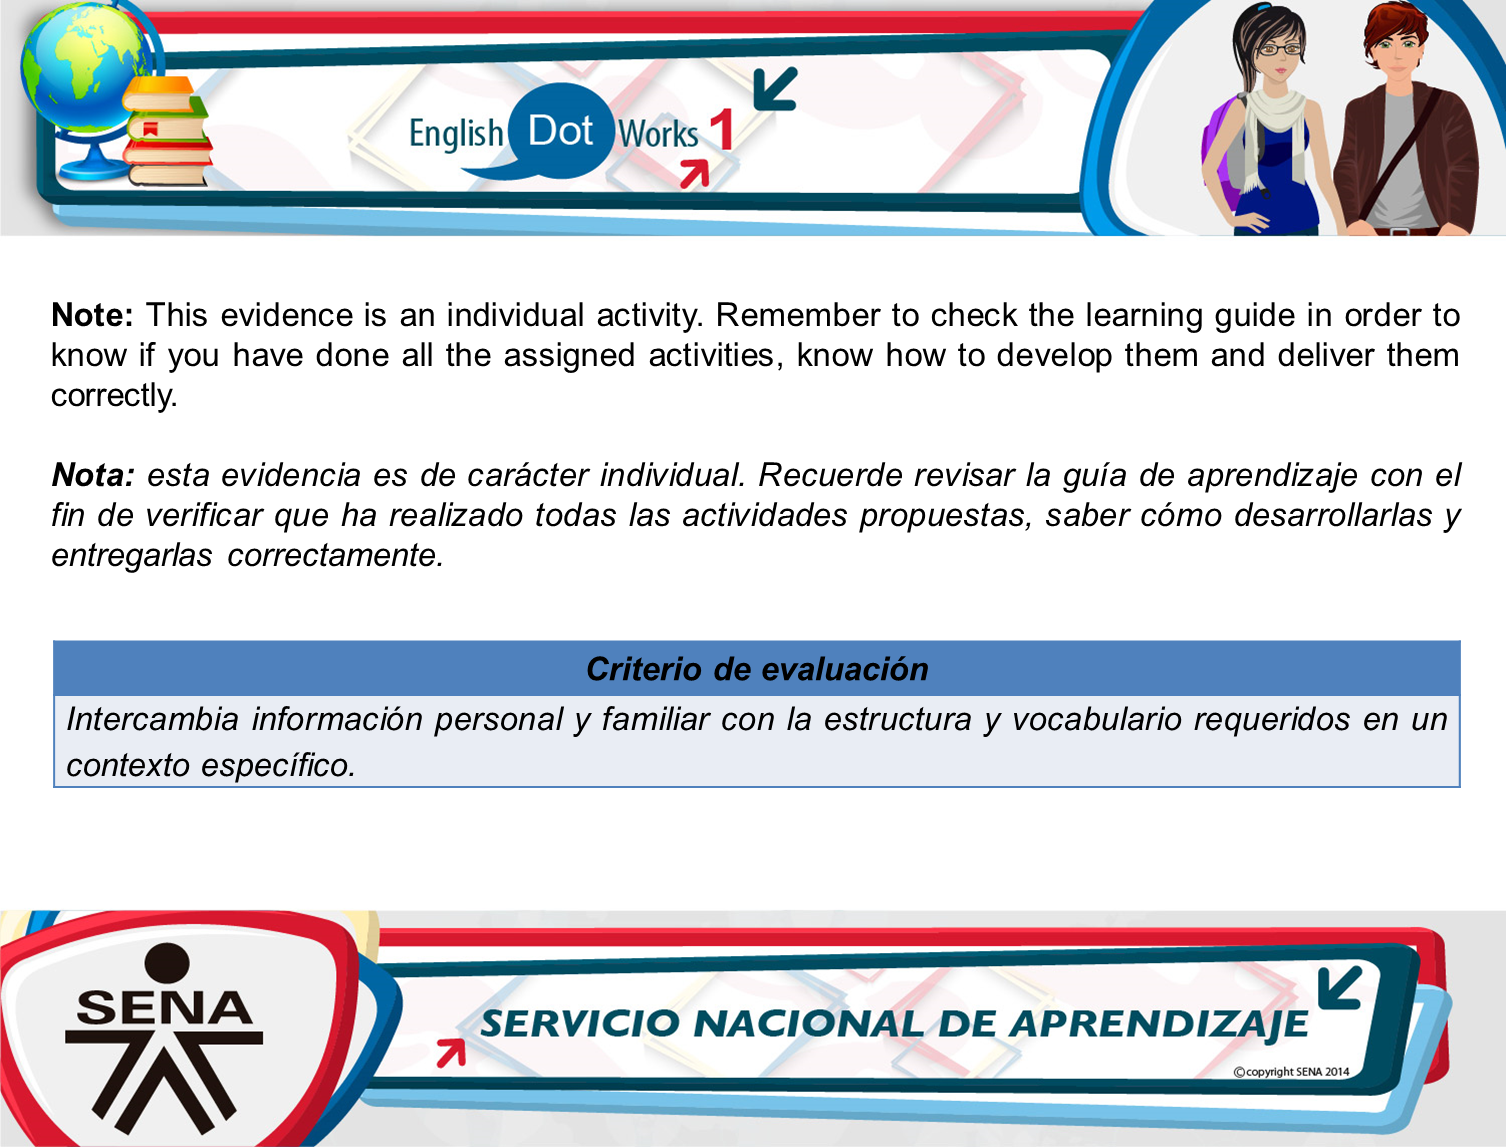 English Dot Works 1
Note: This evidence is an individual activity. Remember to check the learning guide in order to
know if you have done all the assigned activities, know how to develop them and deliver them
correctly.
Nota: esta evidencia es de carácter individual. Recuerde revisar la guía de aprendizaje con el
fin de verificar que ha realizado todas las actividades propuestas, saber cómo desarrollarlas y
entregarlas correctamente.
Criterio de evaluación
Intercambia información personal y familiar con la estructura y vocabulario requeridos en un
contexto específico.
SENA
SERVICIO NACIONAL DE APRENDIZAJE
©copyright SENA 2014